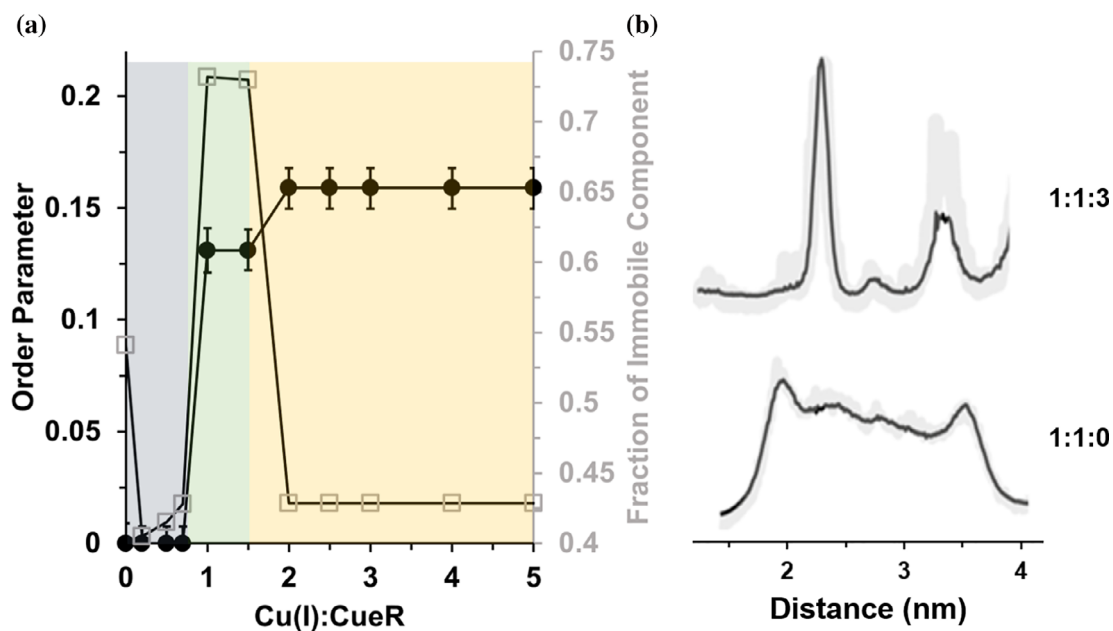 (a)
Order Parameter
0.2
0.15
0.1
0.05
0
0 1 2 3 4 5
Cu(I):CueR
0.75
0.7
0.65
0.6
0.55
0.5
0.45
0.4
Fraction of Immobile Component
(b)
1:1:3
1:1:0
2 3 4
Distance (nm)